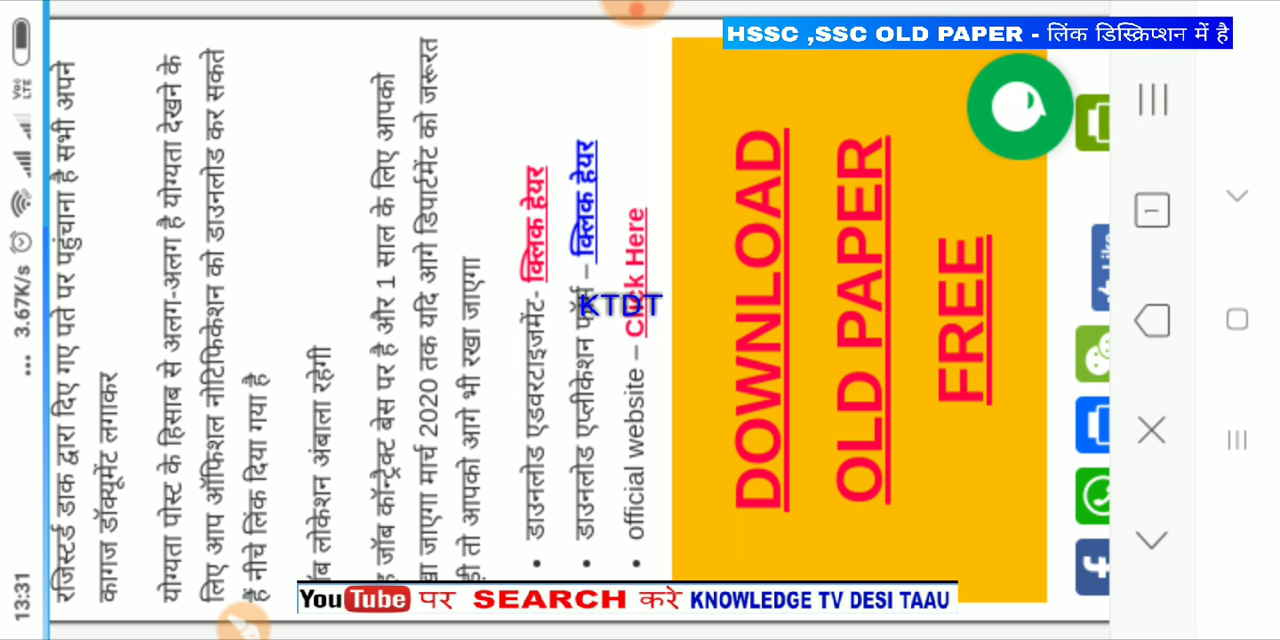 HSSC ,SSC OLD PAPER - लिंक डिस्क्रिप्शन में है
13:31
... 3.67K/s
VoD LTE
रजिस्टर्ड डाक द्वारा दिए गए पते पर पहुंचाना है सभी अपने
कागज डॉक्यूमेंट लगाकर
योग्यता पोस्ट के हिसाब से अलग-अलग है योग्यता देखने के
लिए आप ऑफिशल नोटिफिकेशन को डाउनलोड कर सकते
हैं नीचे लिंक दिया गया है
लोकेशन अंबाला रहेगी
जॉब कॉन्ट्रैक्ट बेस पर है और 1 साल के लिए आपको
जाएगा मार्च 2020 तक यदि आगे डिपार्टमेंट को जरूरत
तो आपको आगे भी रखा जाएगा
• डाउनलोड एडवरटाइजमेंट- क्लिक हेयर
• डाउनलोड एप्लीकेशन फॉर्म – क्लिक हेयर
• official website – Click Here
KTDT
DOWNLOAD
OLD PAPER
FREE
Like
YouTube पर SEARCH करे KNOWLEDGE TV DESI TAAU